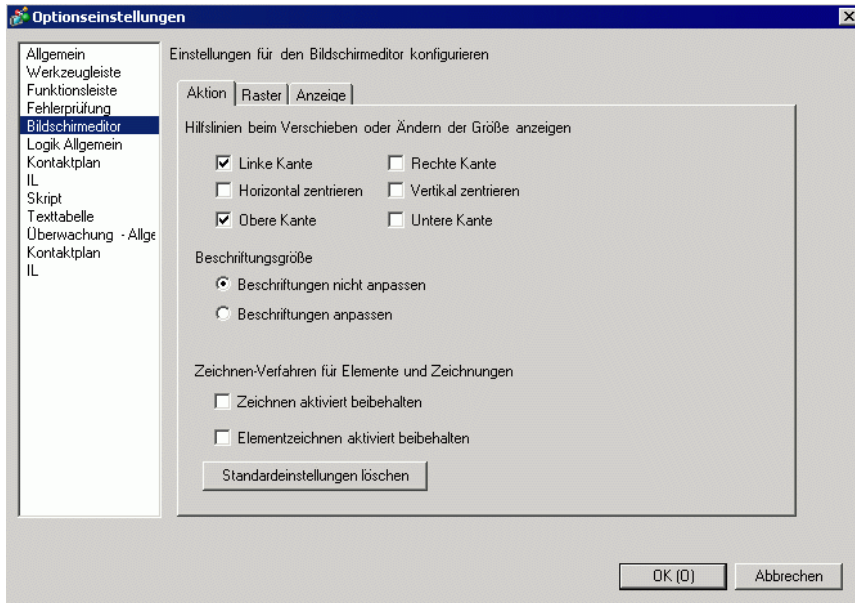 Optionseinstellungen
Allgemein
Werkzeugleiste
Funktionsleiste
Fehlerprüfung
Bildschirmeditor
Logik Allgemein
Kontaktplan
IL
Skript
Texttabelle
Überwachung - Allge
Kontaktplan
IL
Einstellungen für den Bildschirmeditor konfigurieren
Aktion Raster Anzeige
Hilfslinien beim Verschieben oder Ändern der Größe anzeigen
Linke Kante Rechte Kante
Horizontal zentrieren Vertikal zentrieren
Obere Kante Untere Kante
Beschriftungsgröße
Beschriftungen nicht anpassen
Beschriftungen anpassen
Zeichnen-Verfahren für Elemente und Zeichnungen
Zeichnen aktiviert beibehalten
Elementzeichnen aktiviert beibehalten
Standardeinstellungen löschen
OK (O) Abbrechen